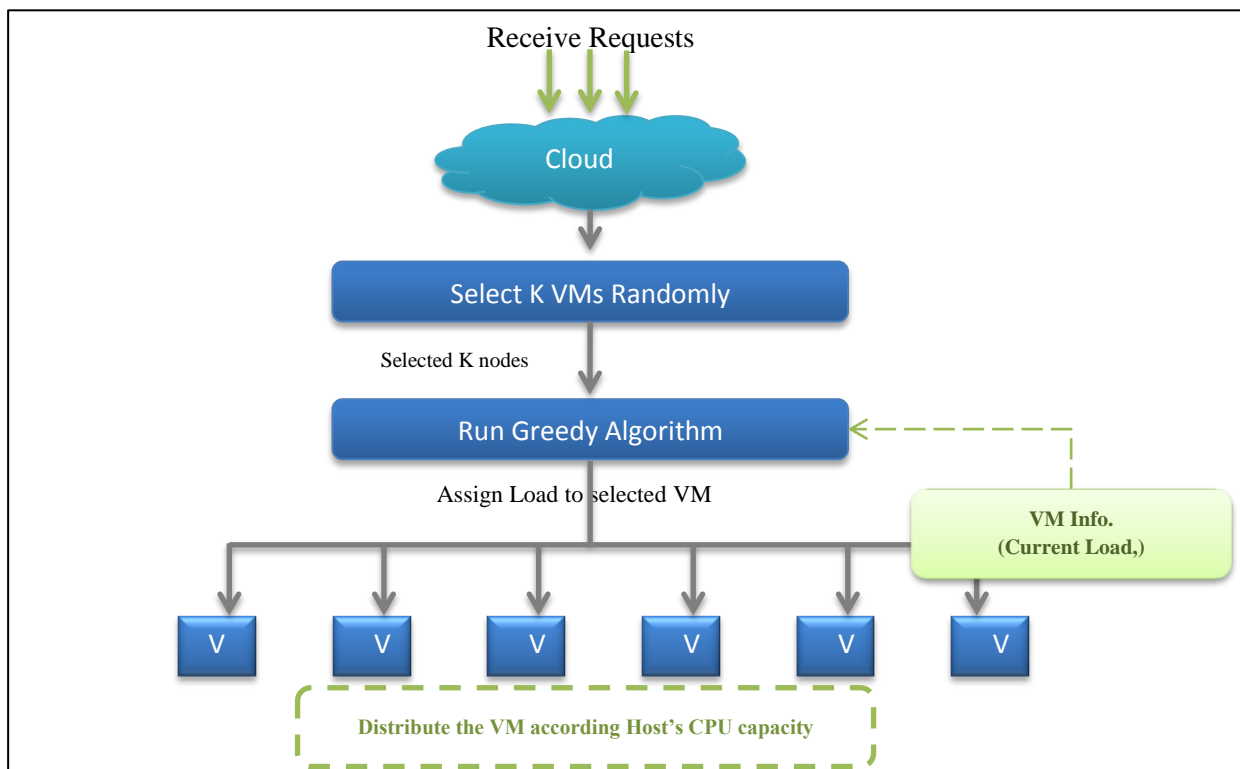 Receive Requests
Cloud
Select K VMs Randomly
Selected K nodes
Run Greedy Algorithm
Assign Load to selected VM
VM Info.
(Current Load,)
V
V
V
V
V
V
Distribute the VM according Host's CPU capacity